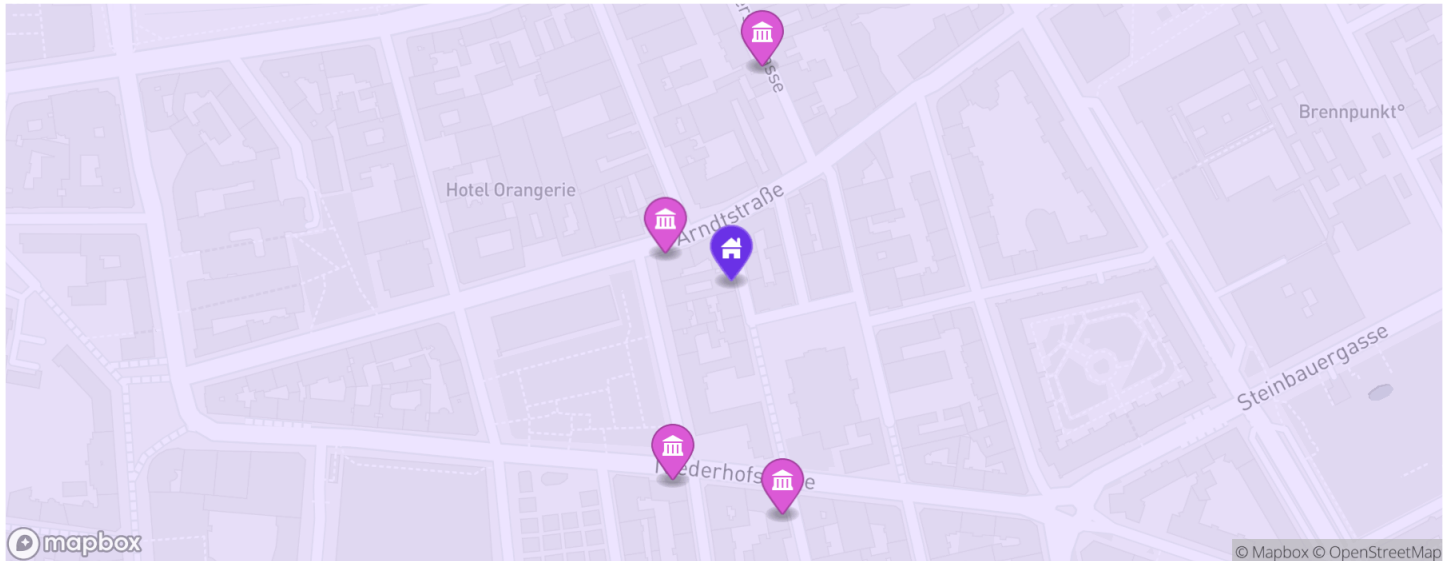 Brennpunkt°
Hotel Orangerie
Arndtstraße
Steinbauergasse
mapbox
© Mapbox © OpenStreetMap